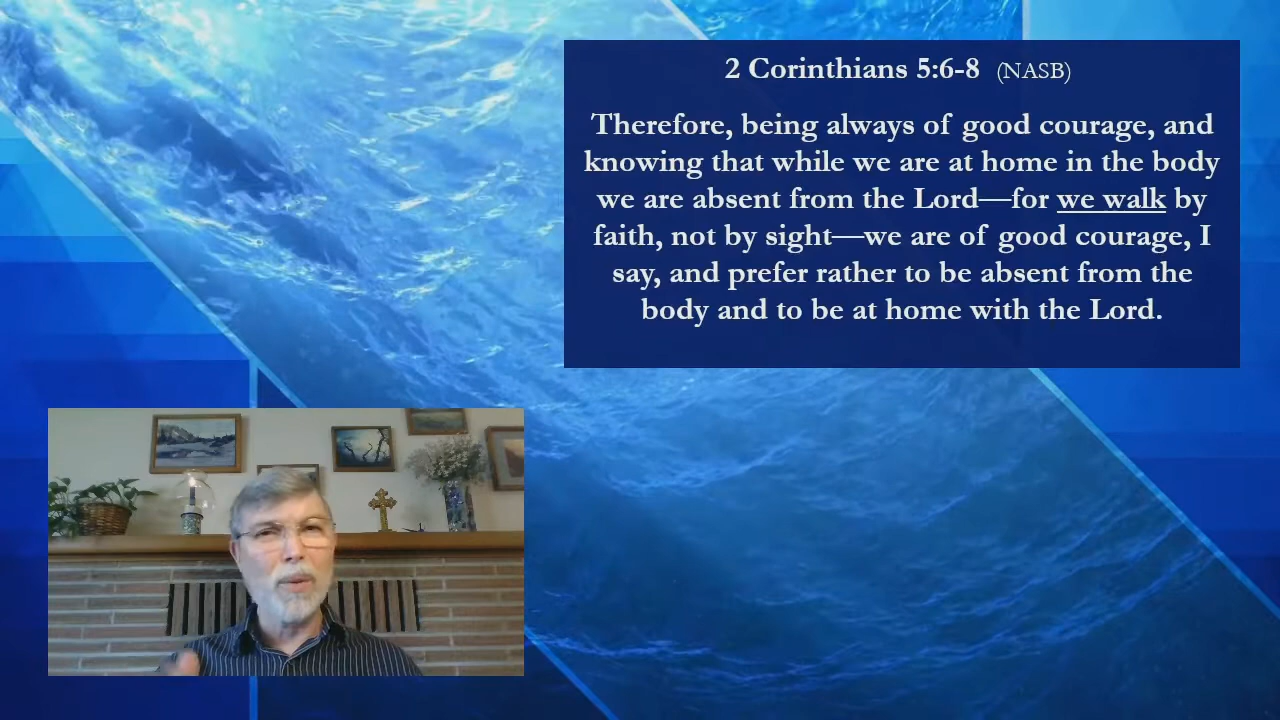 2 Corinthians 5:6-8 (NASB)
Therefore, being always of good courage, and
knowing that while we are at home in the body
we are absent from the Lord—for we walk by
faith, not by sight—we are of good courage, I
say, and prefer rather to be absent from the
body and to be at home with the Lord.